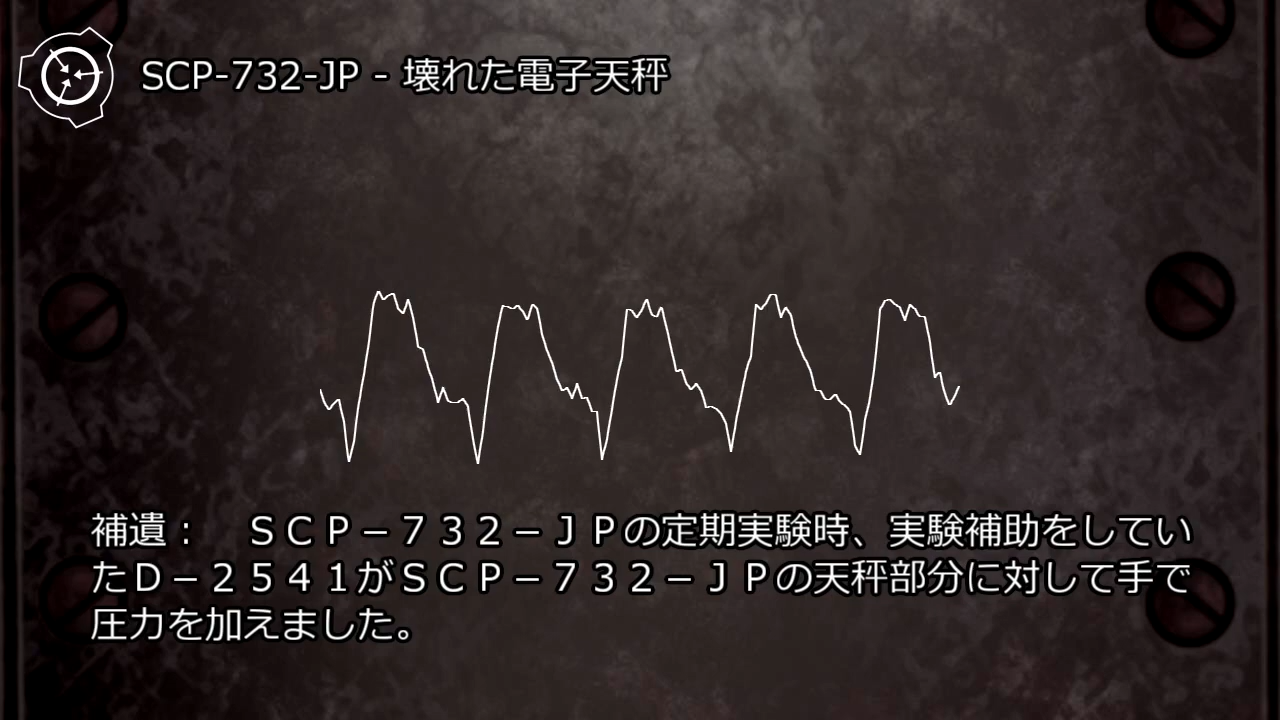 SCP-732-JP - 壊れた電子天秤
補遺：　ＳＣＰ－７３２－ＪＰの定期実験時、実験補助をしてい
たＤ－２５４１がＳＣＰ－７３２－ＪＰの天秤部分に対して手で
圧力を加えました。